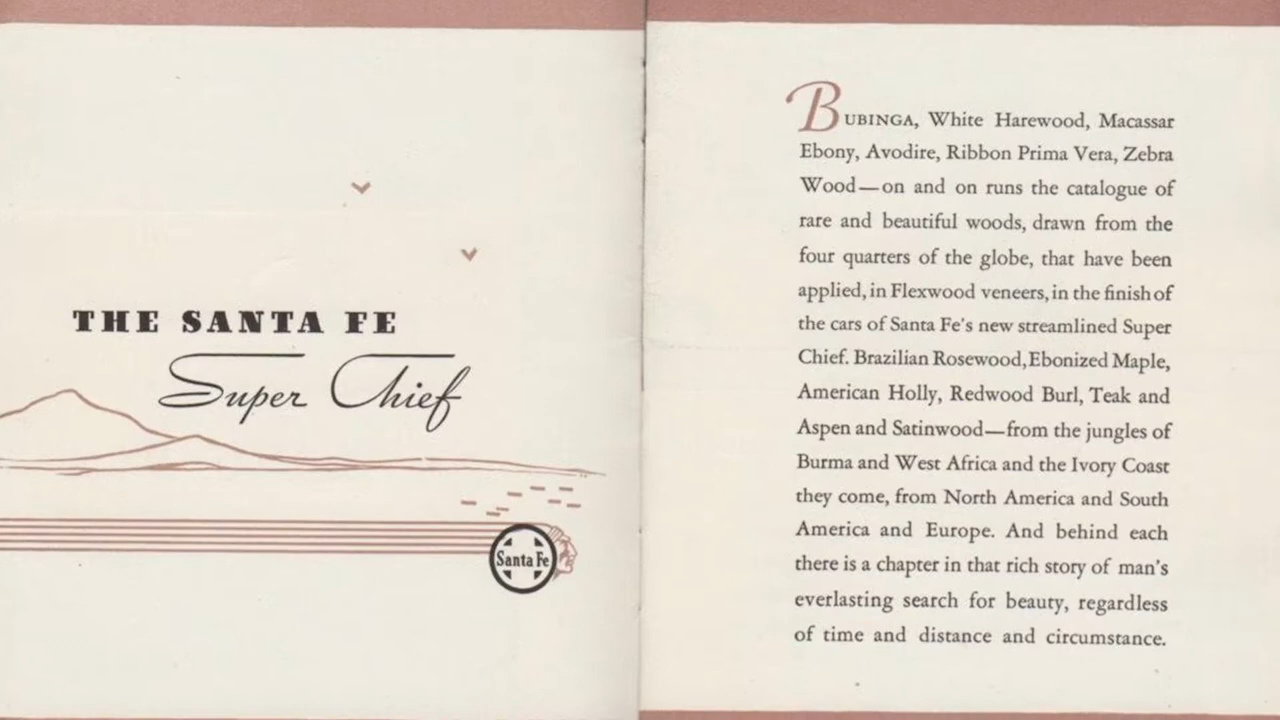 THE SANTA FE
Super Chief
Santa Fe
BUBINGA, White Harewood, Macassar
Ebony, Avodire, Ribbon Prima Vera, Zebra
Wood—on and on runs the catalogue of
rare and beautiful woods, drawn from the
four quarters of the globe, that have been
applied, in Flexwood veneers, in the finish of
the cars of Santa Fe's new streamlined Super
Chief. Brazilian Rosewood, Ebonized Maple,
American Holly, Redwood Burl, Teak and
Aspen and Satinwood—from the jungles of
Burma and West Africa and the Ivory Coast
they come, from North America and South
America and Europe. And behind each
there is a chapter in that rich story of man's
everlasting search for beauty, regardless
of time and distance and circumstance.